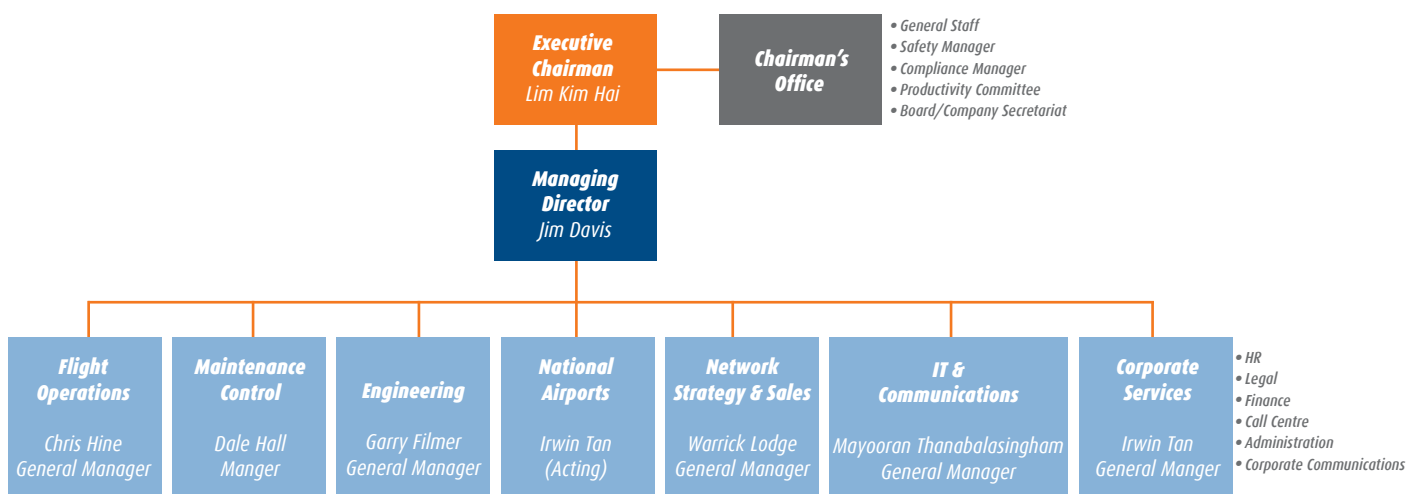 Executive
Chairman
Lim Kim Hai
Chairman's
Office
• General Staff
• Safety Manager
• Compliance Manager
• Productivity Committee
• Board/Company Secretariat
Managing
Director
Jim Davis
Flight
Operations
Chris Hine
General Manager
Maintenance
Control
Dale Hall
Manger
Engineering
Garry Filmer
General Manager
National
Airports
Irwin Tan
(Acting)
Network
Strategy & Sales
Warrick Lodge
General Manager
IT &
Communications
Mayooran Thanabalasingham
General Manager
Corporate
Services
Irwin Tan
General Manger
• HR
• Legal
• Finance
• Call Centre
• Administration
• Corporate Communications